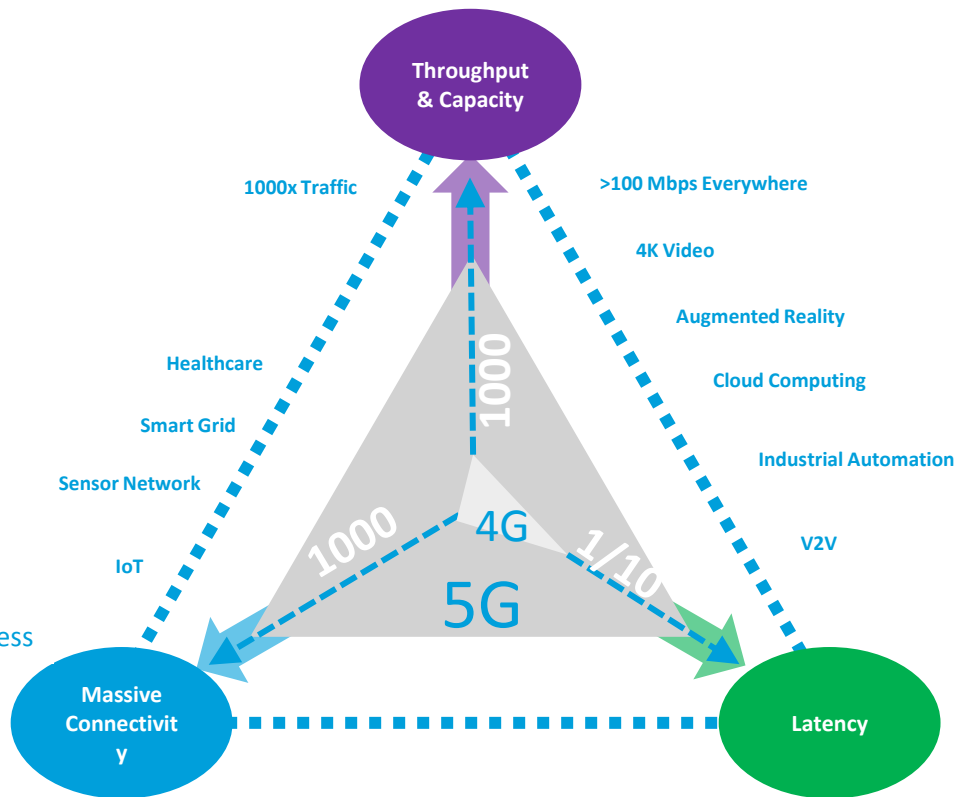 Throughput
& Capacity
1000x Traffic
>100 Mbps Everywhere
4K Video
Augmented Reality
Healthcare
1000
Cloud Computing
Smart Grid
Industrial Automation
Sensor Network
1000
4G
1/10
V2V
IoT
5G
ess
Massive
Connectivit
y
Latency